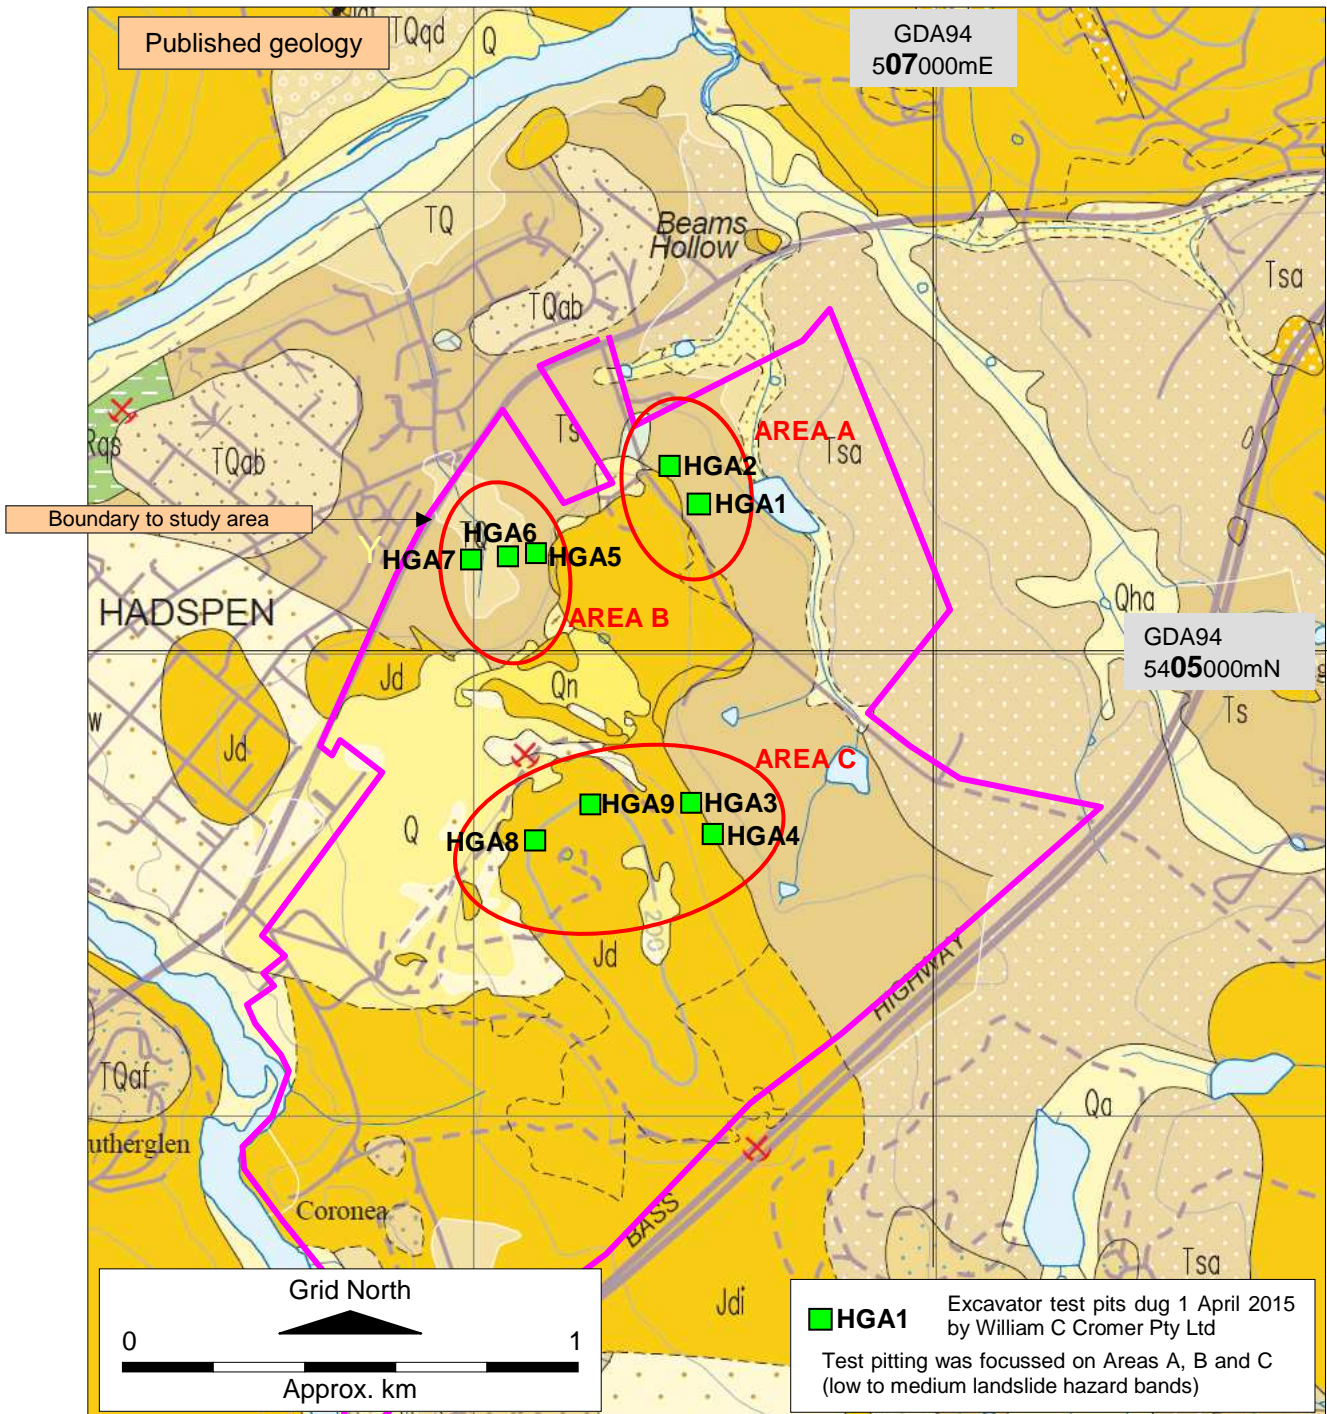 Published geology
TQqd
Q
GDA94
507000mE
TQ
Beams
Hollow
TQab
Tsa
Ts
AREA A
Tsa
Rqs
TQab
HGA2
HGA1
Boundary to study area
TQ
HGA6
Y
HGA7
HGA5
HADSPEN
AREA B
Qha
GDA94
5405000mN
Jd
Qn
Ts
w
Jd
AREA C
Q
HGA9
HGA3
HGA8
HGA4
200
Jd
HIGHWAY
TQaf
Qa
utherglen
Coronea
BASS
Tsa
Jdi
Grid North
0 1
Approx. km
HGA1
Excavator test pits dug 1 April 2015
by William C Cromer Pty Ltd
Test pitting was focussed on Areas A, B and C
(low to medium landslide hazard bands)